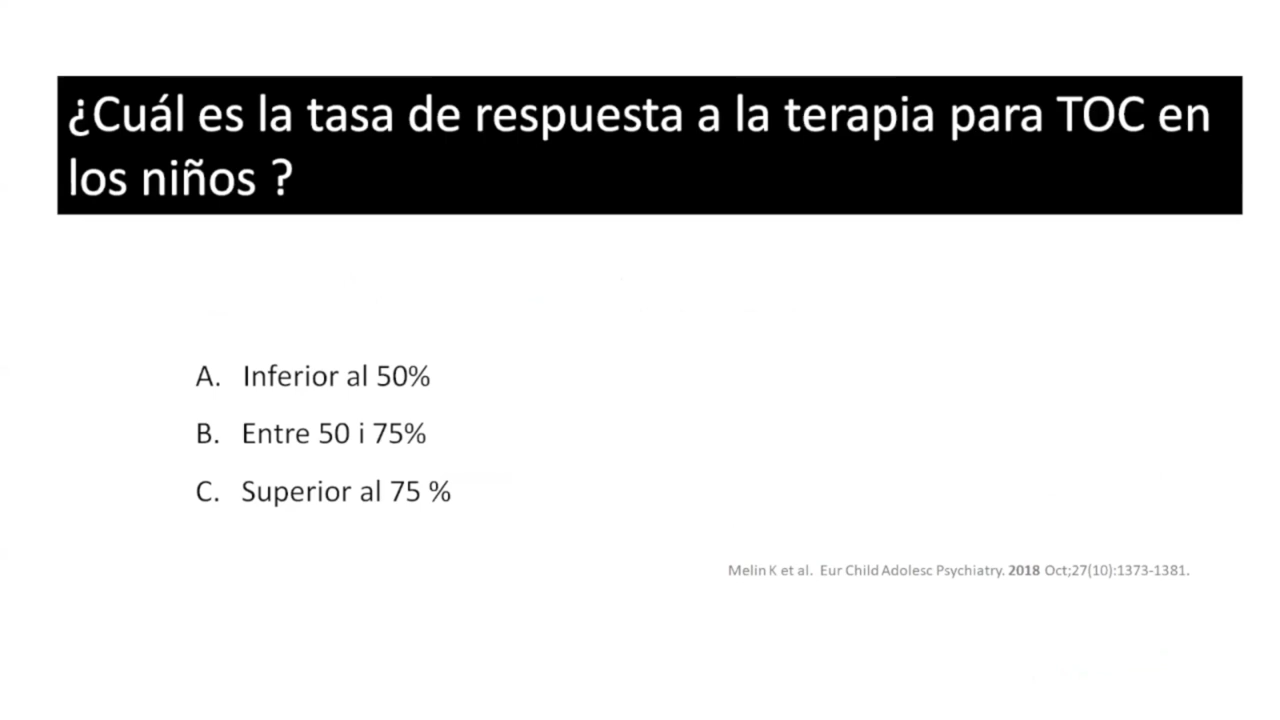 ¿Cuál es la tasa de respuesta a la terapia para TOC en
los niños ?
A. Inferior al 50%
B. Entre 50 i 75%
C. Superior al 75 %
Melin K et al. Eur Child Adolesc Psychiatry. 2018 Oct;27(10):1373-1381.